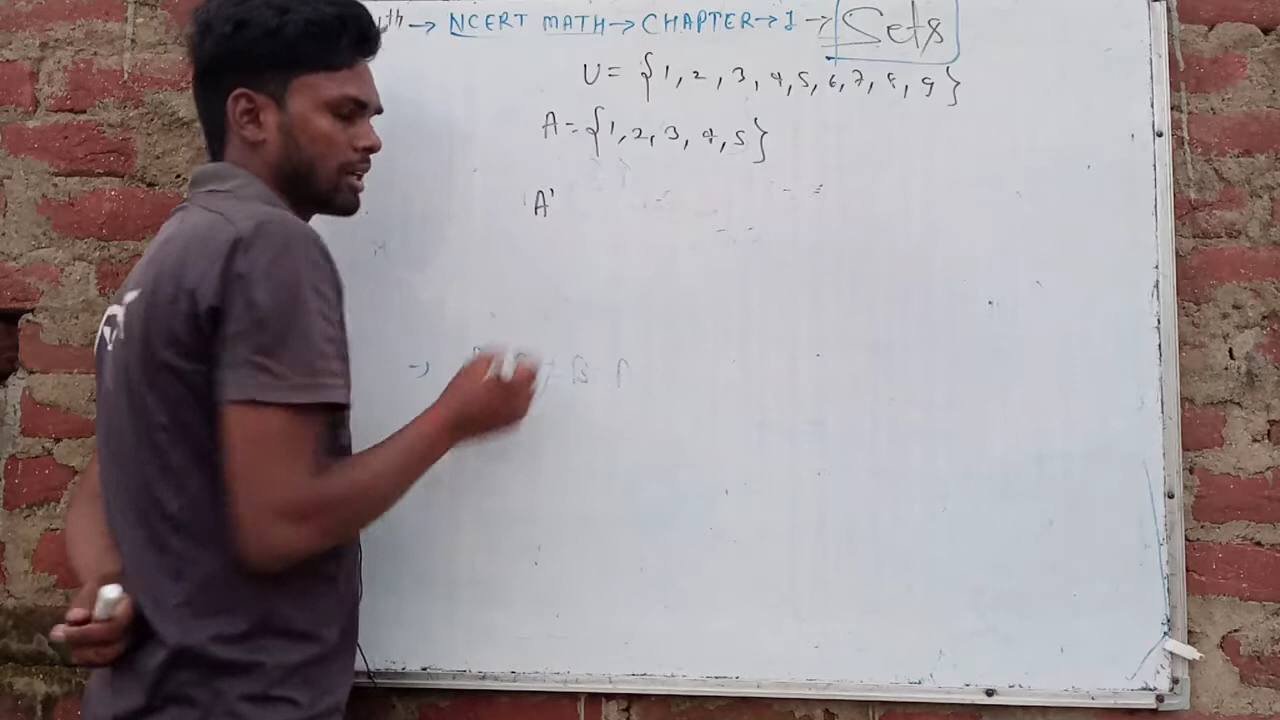 th → NCERT MATH → CHAPTER → 1 → Sets
U = {1, 2, 3, 4, 5, 6, 7, 8, 9}
A = {1, 2, 3, 4, 5}
A'